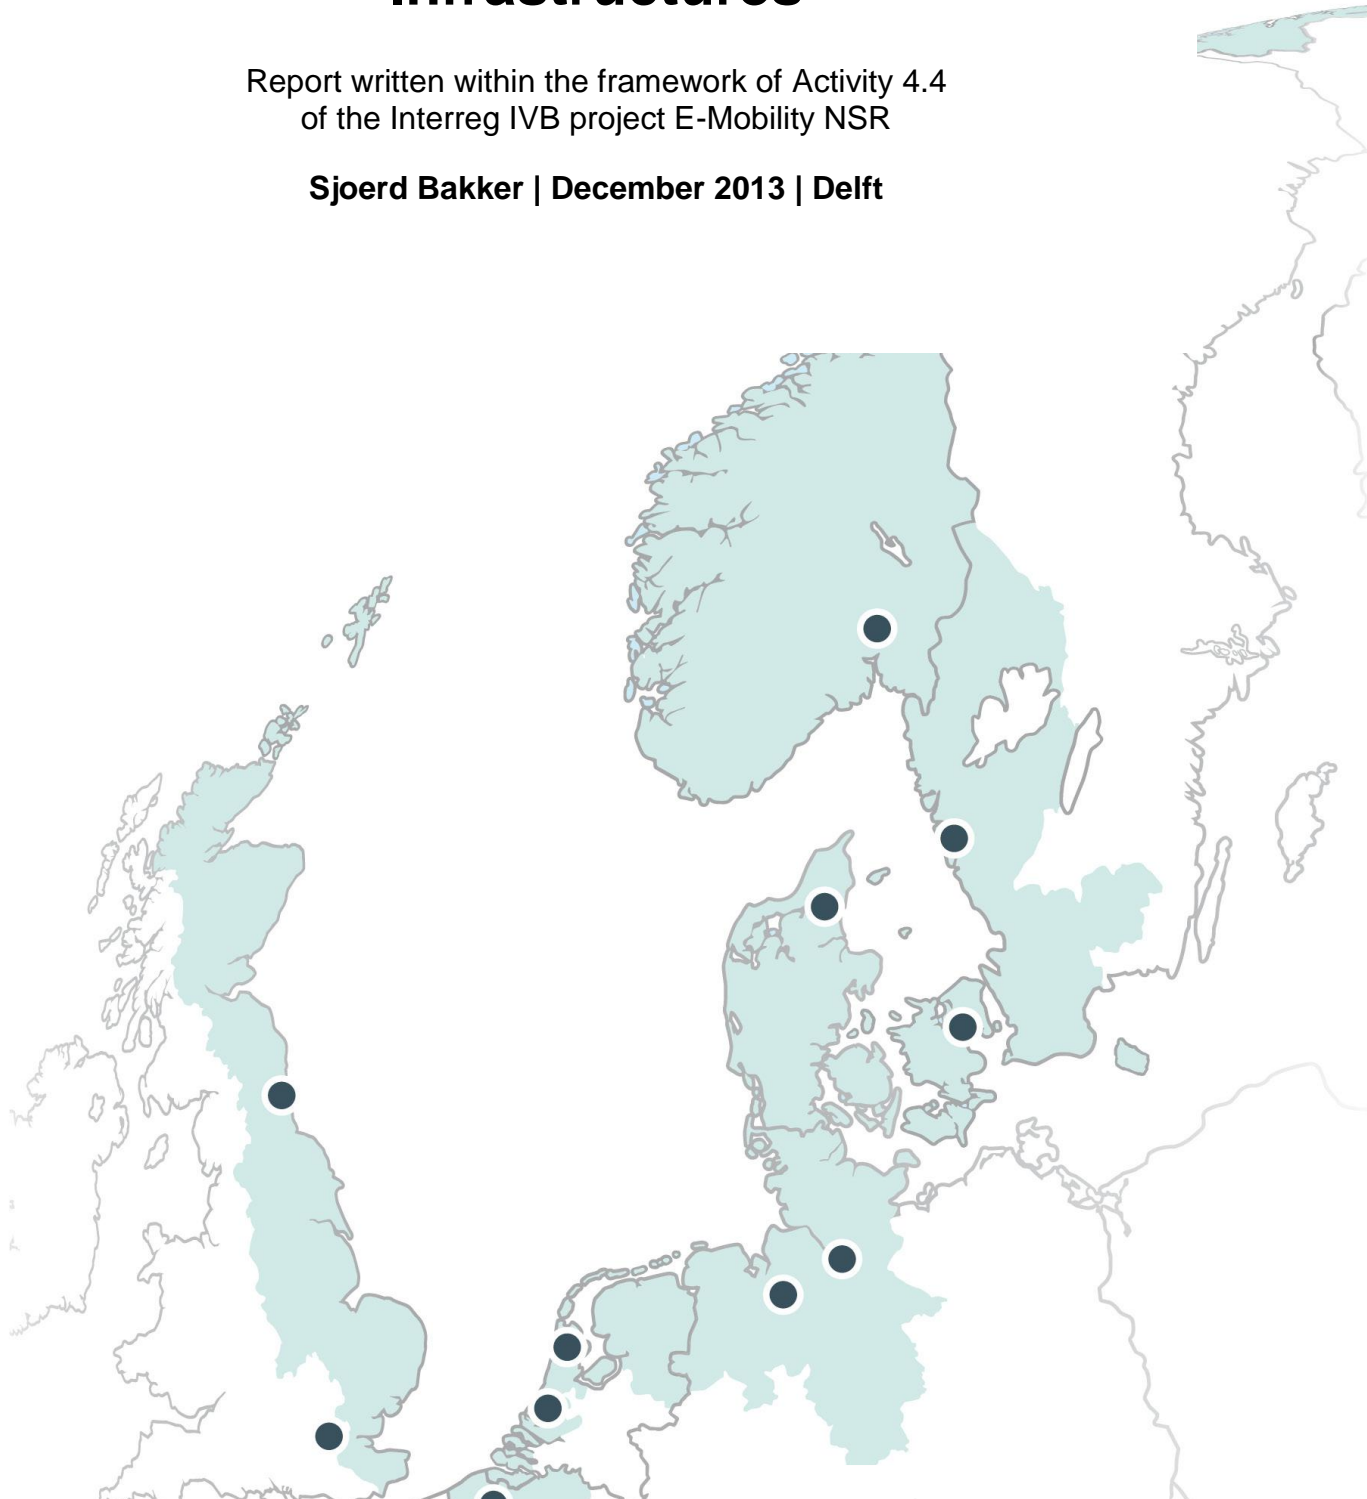 Infrastructures
Report written within the framework of Activity 4.4
of the Interreg IVB project E-Mobility NSR
Sjoerd Bakker | December 2013 | Delft